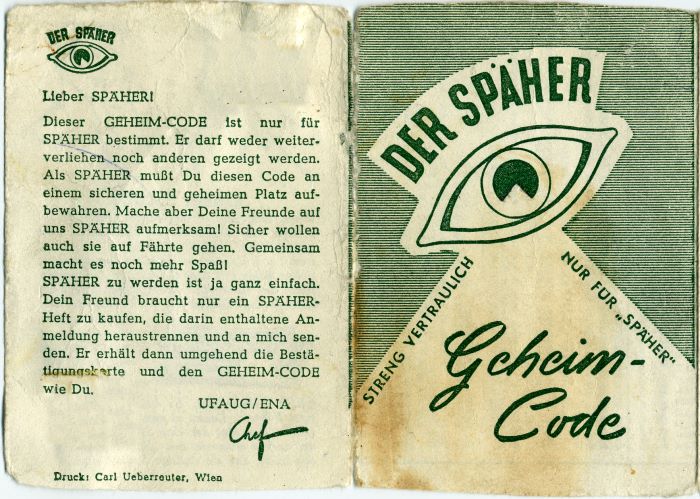 DER SPÄHER
Lieber SPÄHER!
Dieser GEHEIM-CODE ist nur für
SPÄHER bestimmt. Er darf weder weiter-
verliehen noch anderen gezeigt werden.
Als SPÄHER mußt Du diesen Code an
einem sicheren und geheimen Platz auf-
bewahren. Mache aber Deine Freunde auf
uns SPÄHER aufmerksam! Sicher wollen
auch sie auf Fährte gehen. Gemeinsam
macht es noch mehr Spaß!
SPÄHER zu werden ist ja ganz einfach.
Dein Freund braucht nur ein SPÄHER-
Heft zu kaufen, die darin enthaltene An-
meldung heraustrennen und an mich sen-
den. Er erhält dann umgehend die Bestä-
tigungskarte und den GEHEIM-CODE
wie Du.
UFAUG/ENA
Chef
Druck: Carl Ueberreuter, Wien
DER SPÄHER
STRENG VERTRAULICH
NUR FÜR „SPÄHER"
Geheim-
Code